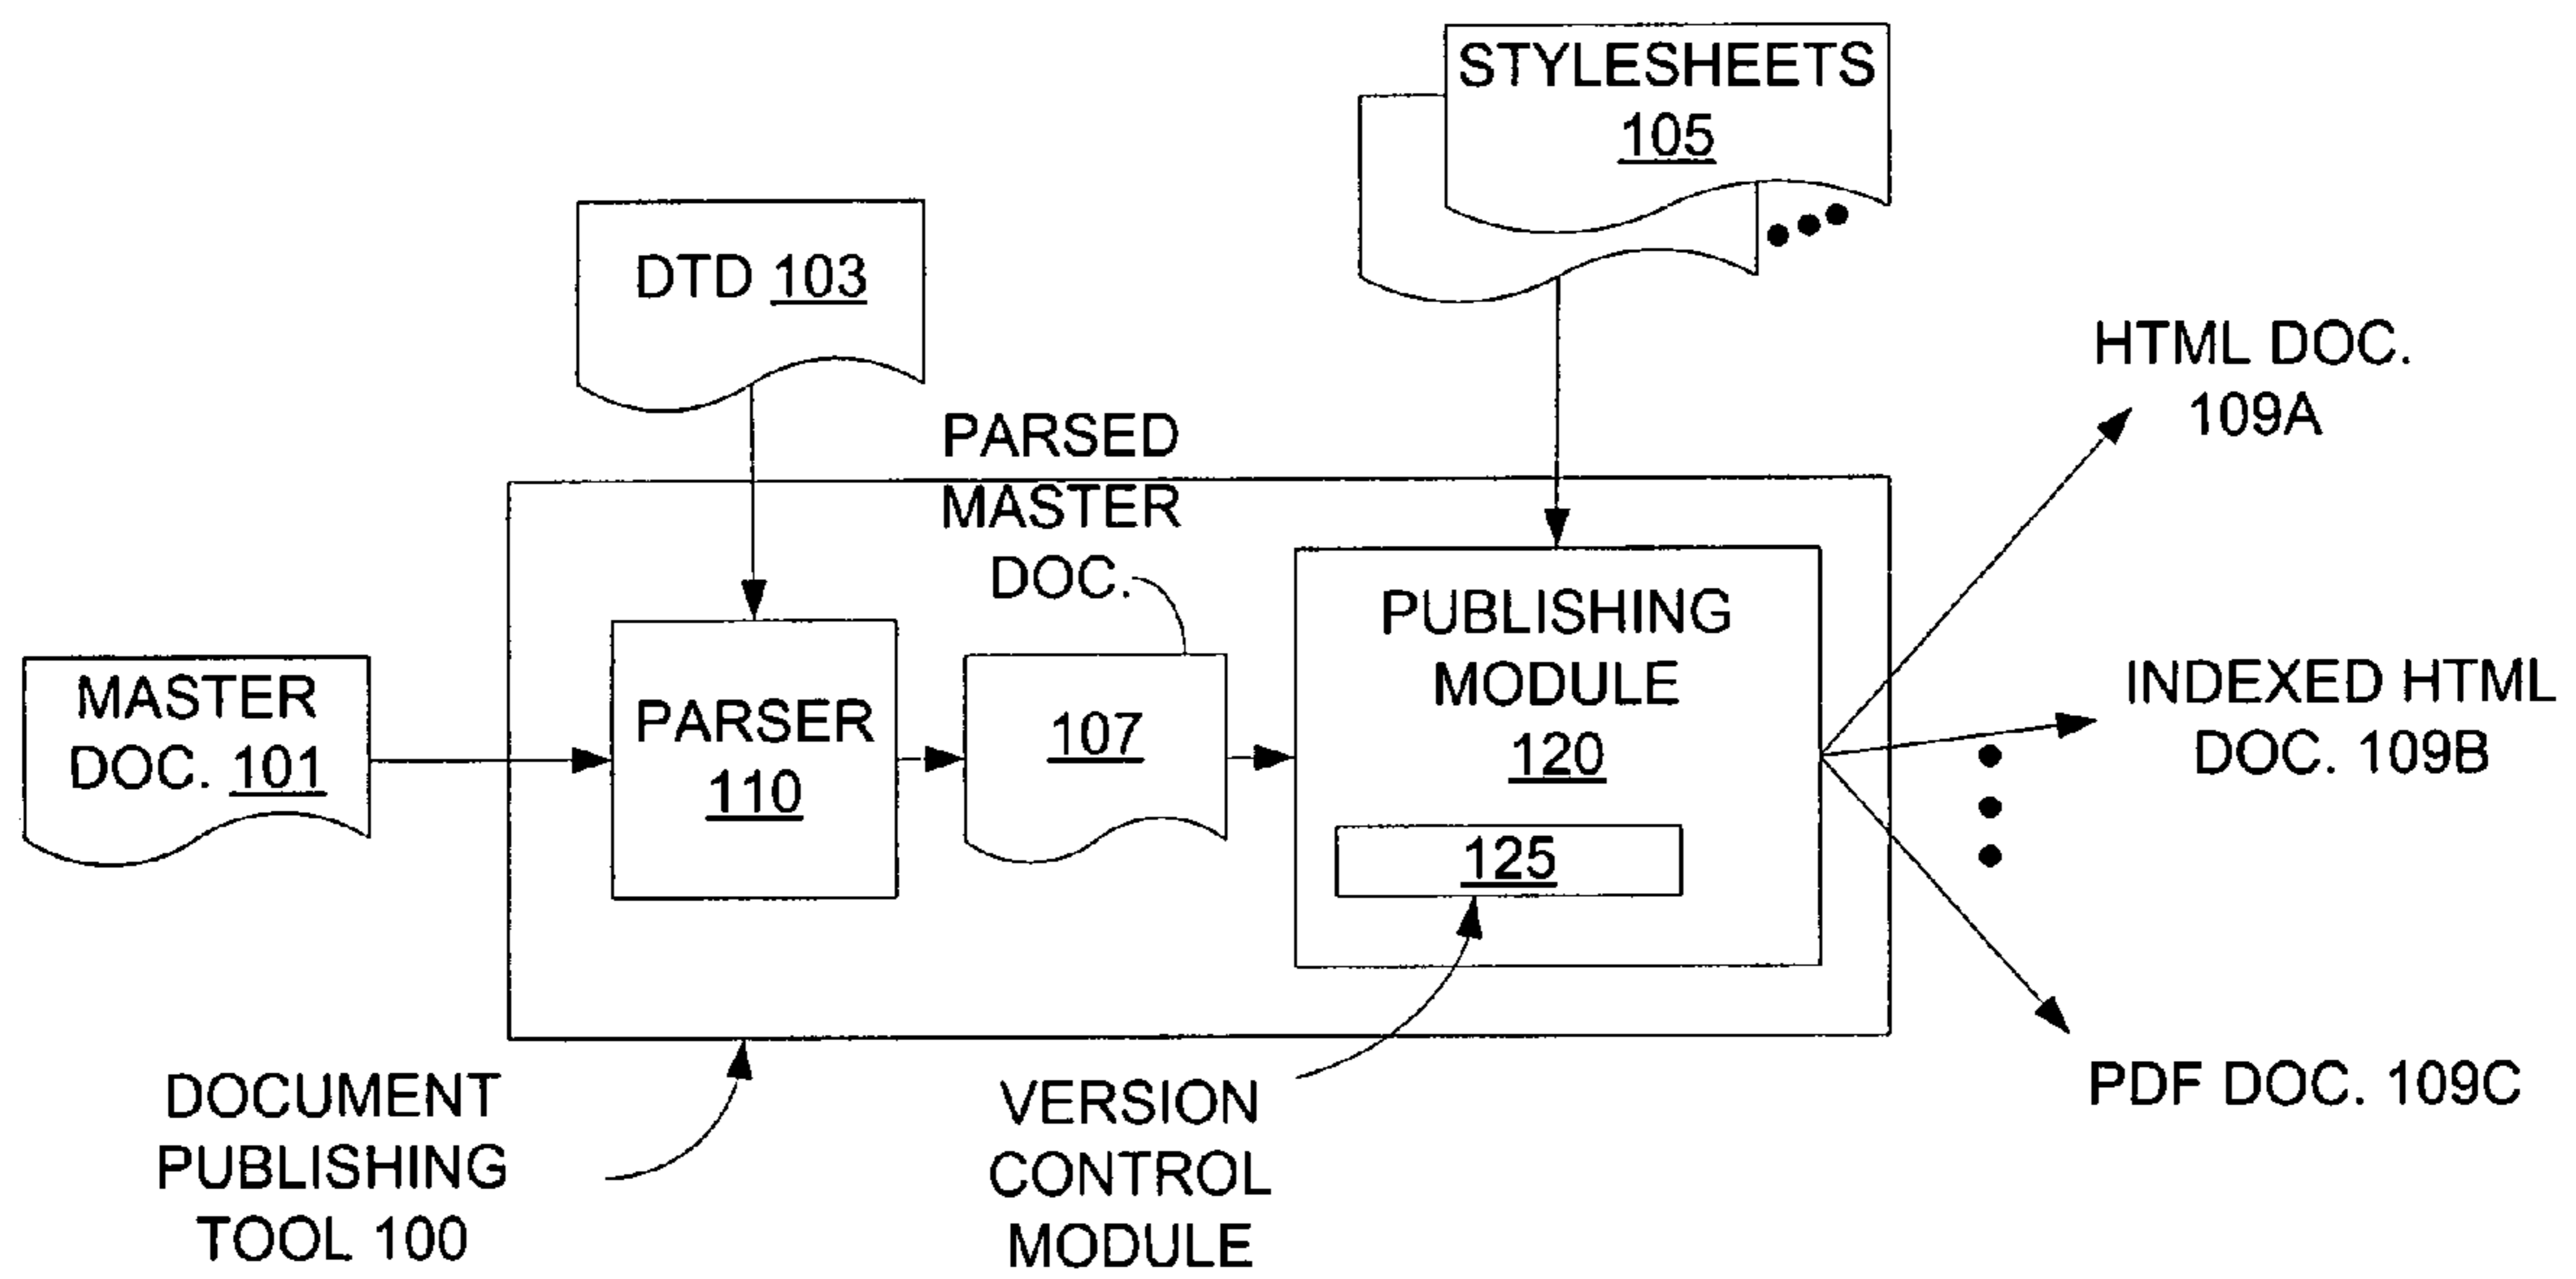 STYLESHEETS
105
DTD 103
HTML DOC.
109A
PARSED
MASTER
DOC.
PUBLISHING
MODULE
120
125
MASTER
DOC. 101
PARSER
110
107
INDEXED HTML
DOC. 109B
PDF DOC. 109C
DOCUMENT
PUBLISHING
TOOL 100
VERSION
CONTROL
MODULE